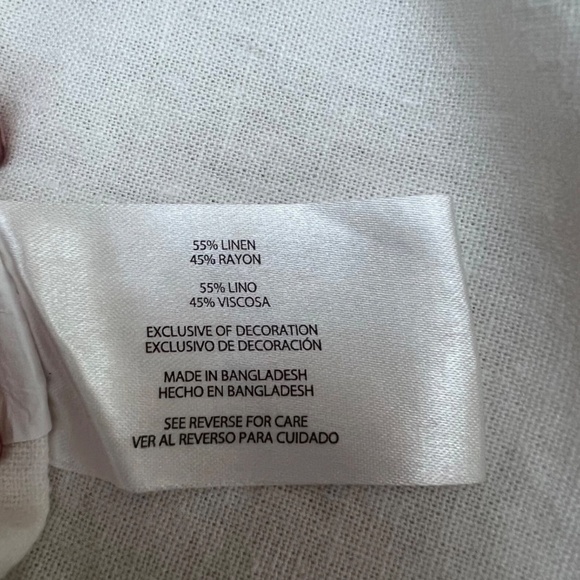 55% LINEN
45% RAYON
55% LINO
45% VISCOSA
EXCLUSIVE OF DECORATION
EXCLUSIVO DE DECORACIÓN
MADE IN BANGLADESH
HECHO EN BANGLADESH
SEE REVERSE FOR CARE
VER AL REVERSO PARA CUIDADO